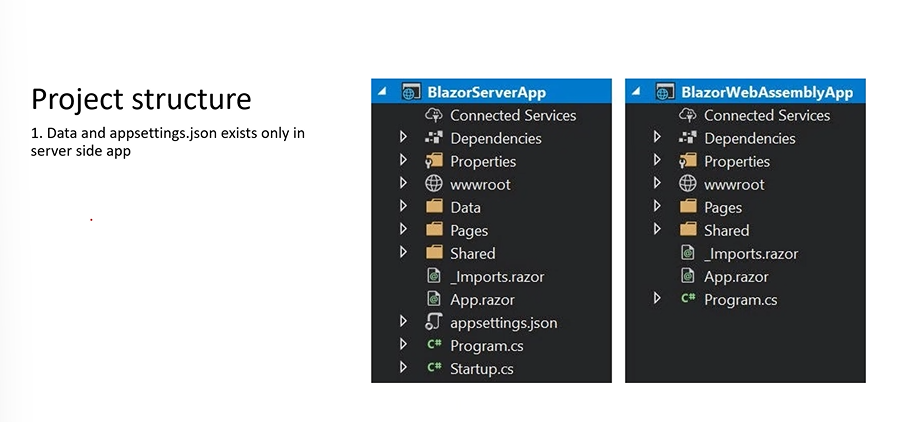 Project structure
1. Data and appsettings.json exists only in
server side app
BlazorServerApp
Connected Services
Dependencies
Properties
wwwroot
Data
Pages
Shared
_Imports.razor
App.razor
appsettings.json
C# Program.cs
C# Startup.cs
BlazorWebAssemblyApp
Connected Services
Dependencies
Properties
wwwroot
Pages
Shared
_Imports.razor
App.razor
C# Program.cs